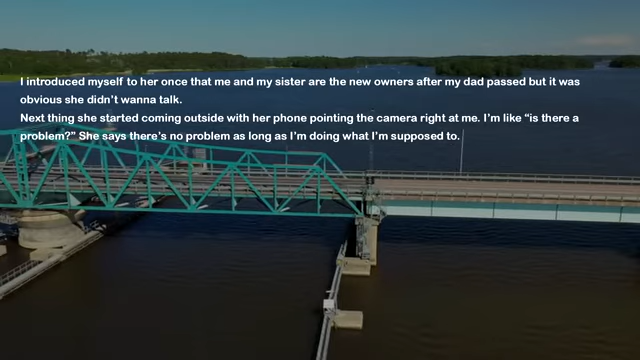 I introduced myself to her once that me and my sister are the new owners after my dad passed but it was
obvious she didn’t wanna talk.
Next thing she started coming outside with her phone pointing the camera right at me. I’m like “is there a
problem?” She says there’s no problem as long as I’m doing what I’m supposed to.